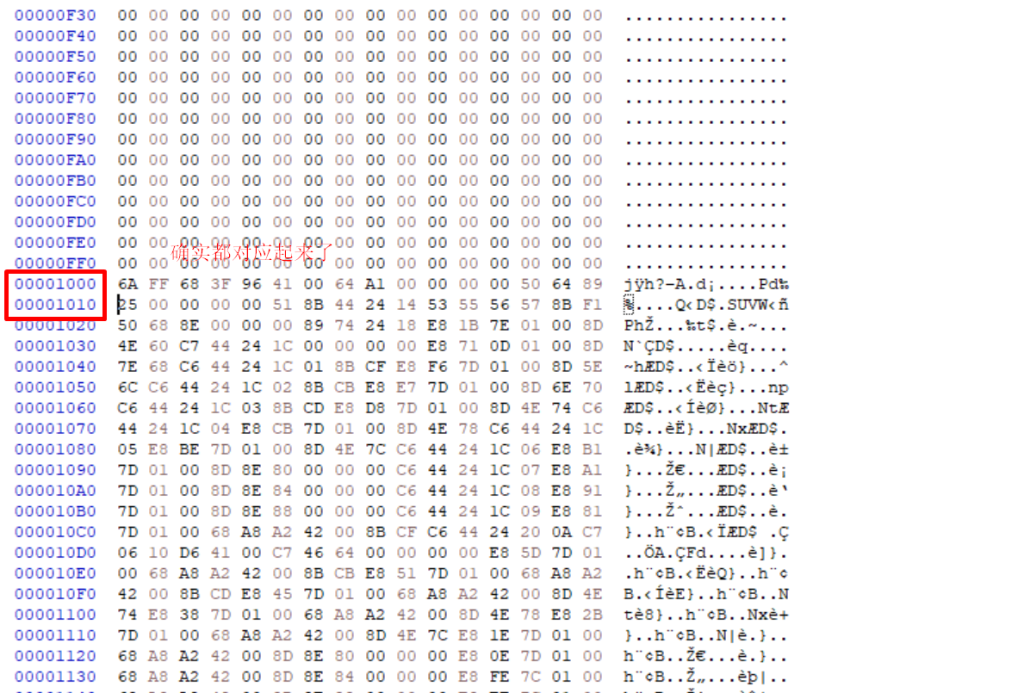 00000F30 00 00 00 00 00 00 00 00 00 00 00 00 00 00 00 00 ................
00000F40 00 00 00 00 00 00 00 00 00 00 00 00 00 00 00 00 ................
00000F50 00 00 00 00 00 00 00 00 00 00 00 00 00 00 00 00 ................
00000F60 00 00 00 00 00 00 00 00 00 00 00 00 00 00 00 00 ................
00000F70 00 00 00 00 00 00 00 00 00 00 00 00 00 00 00 00 ................
00000F80 00 00 00 00 00 00 00 00 00 00 00 00 00 00 00 00 ................
00000F90 00 00 00 00 00 00 00 00 00 00 00 00 00 00 00 00 ................
00000FA0 00 00 00 00 00 00 00 00 00 00 00 00 00 00 00 00 ................
00000FB0 00 00 00 00 00 00 00 00 00 00 00 00 00 00 00 00 ................
00000FC0 00 00 00 00 00 00 00 00 00 00 00 00 00 00 00 00 ................
00000FD0 00 00 00 00 00 00 00 00 00 00 00 00 00 00 00 00 ................
00000FE0 00 00 00 00 00 00 00 00 00 00 00 00 00 00 00 00 ................
确实都对应起来了
00000FF0 00 00 00 00 00 00 00 00 00 00 00 00 00 00 00 00 ................
00001000 6A FF 68 3F 96 41 00 64 A1 00 00 00 00 50 64 89 jÿh?–A.d¡....Pd‰
00001010 25 00 00 00 00 51 8B 44 24 14 53 55 56 57 8B F1 %....Q‹D$.SUVW‹ñ
00001020 50 68 8E 00 00 00 89 74 24 18 E8 1B 7E 01 00 8D PhŽ...‰t$.è.~...
00001030 4E 60 C7 44 24 1C 00 00 00 00 E8 71 0D 01 00 8D N`ÇD$.....èq....
00001040 7E 68 C6 44 24 1C 01 8B CF E8 F6 7D 01 00 8D 5E ~hÆD$..‹Ïèö}...^
00001050 6C C6 44 24 1C 02 8B CB E8 E7 7D 01 00 8D 6E 70 lÆD$..‹Ëèç}...np
00001060 C6 44 24 1C 03 8B CD E8 D8 7D 01 00 8D 4E 74 C6 ÆD$..‹ÍèØ}...NtÆ
00001070 44 24 1C 04 E8 CB 7D 01 00 8D 4E 78 C6 44 24 1C D$..èË}...NxÆD$.
00001080 05 E8 BE 7D 01 00 8D 4E 7C C6 44 24 1C 06 E8 B1 .è¾}...N|ÆD$..è±
00001090 7D 01 00 8D 8E 80 00 00 00 C6 44 24 1C 07 E8 A1 }...Ž€...ÆD$..è¡
000010A0 7D 01 00 8D 8E 84 00 00 00 C6 44 24 1C 08 E8 91 }...Ž„...ÆD$..è‘
000010B0 7D 01 00 8D 8E 88 00 00 00 C6 44 24 1C 09 E8 81 }...Žˆ...ÆD$..è.
000010C0 7D 01 00 68 A8 A2 42 00 8B CF C6 44 24 20 0A C7 }..h¨¢B.‹ÏÆD$ .Ç
000010D0 06 10 D6 41 00 C7 46 64 00 00 00 00 E8 5D 7D 01 ..ÖA.ÇFd....è]}.
000010E0 00 68 A8 A2 42 00 8B CB E8 51 7D 01 00 68 A8 A2 .h¨¢B.‹ËèQ}..h¨¢
000010F0 42 00 8B CD E8 45 7D 01 00 68 A8 A2 42 00 8D 4E B.‹ÍèE}..h¨¢B..N
00001100 74 E8 38 7D 01 00 68 A8 A2 42 00 8D 4E 78 E8 2B tè8}..h¨¢B..Nxè+
00001110 7D 01 00 68 A8 A2 42 00 8D 4E 7C E8 1E 7D 01 00 }..h¨¢B..N|è.}..
00001120 68 A8 A2 42 00 8D 8E 80 00 00 00 E8 0E 7D 01 00 h¨¢B..Ž€...è.}..
00001130 68 A8 A2 42 00 8D 8E 84 00 00 00 E8 FE 7C 01 00 h¨¢B..Ž„...èþ|..